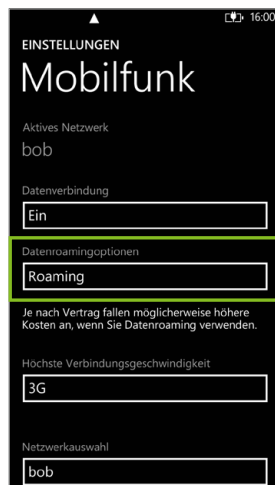 16:00
EINSTELLUNGEN
Mobilfunk
Aktives Netzwerk
bob
Datenverbindung
Ein
Datenroamingoptionen
Roaming
Je nach Vertrag fallen möglicherweise höhere
Kosten an, wenn Sie Datenroaming verwenden.
Höchste Verbindungsgeschwindigkeit
3G
Netzwerkauswahl
bob